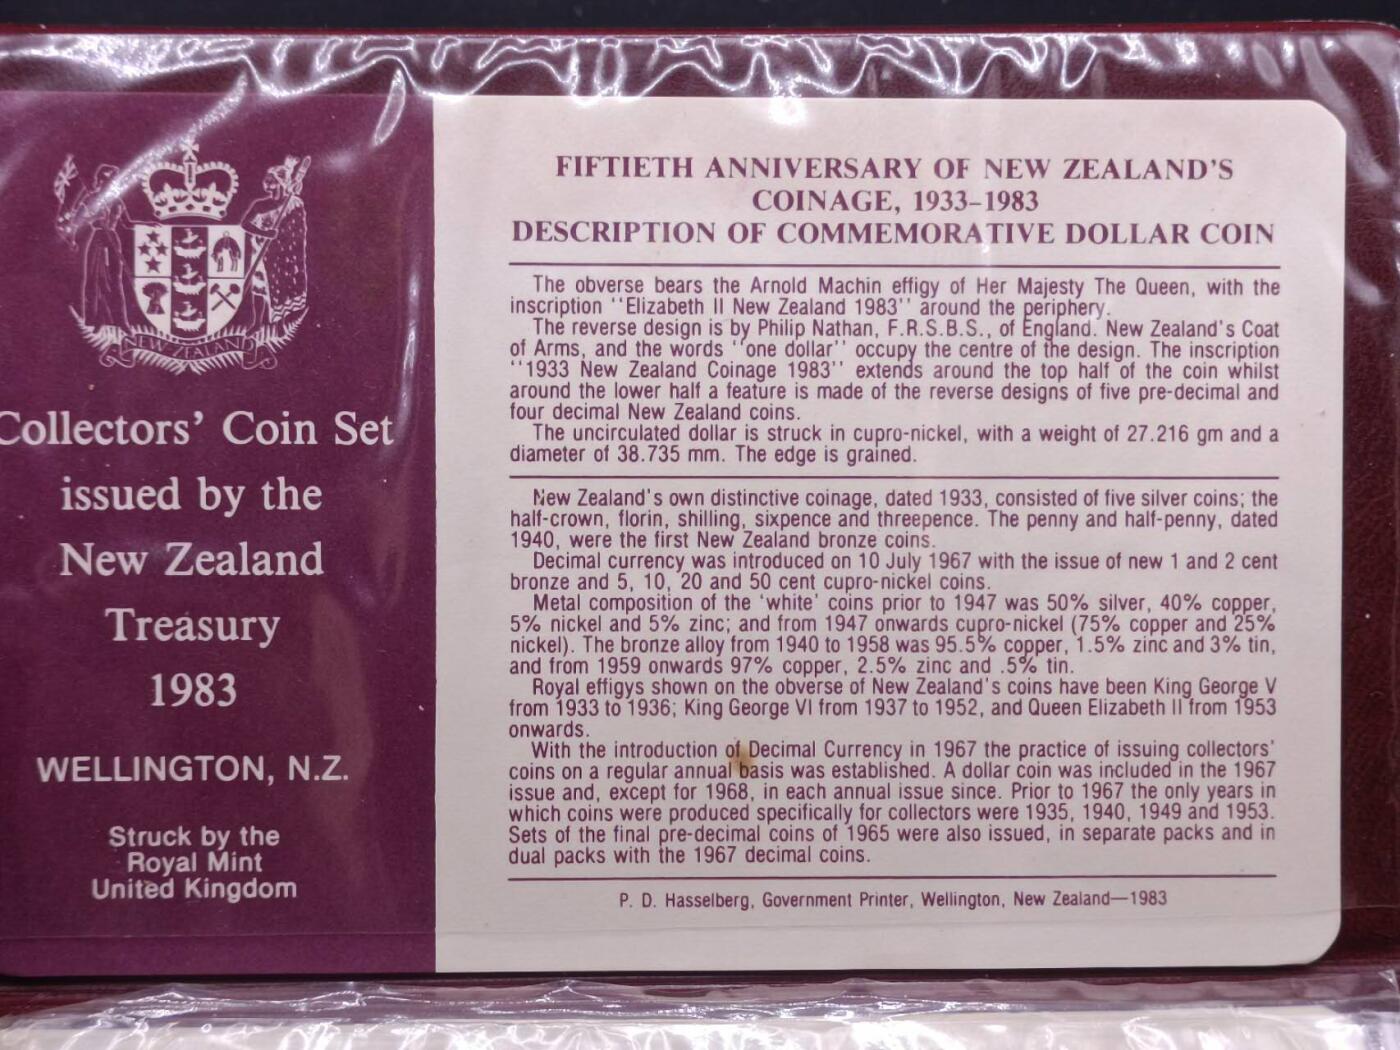 NEW ZEALAND
Collectors' Coin Set
issued by the
New Zealand
Treasury
1983
WELLINGTON, N.Z.
Struck by the
Royal Mint
United Kingdom
FIFTIETH ANNIVERSARY OF NEW ZEALAND'S
COINAGE, 1933–1983
DESCRIPTION OF COMMEMORATIVE DOLLAR COIN
The obverse bears the Arnold Machin effigy of Her Majesty The Queen, with the
inscription ''Elizabeth II New Zealand 1983'' around the periphery.
The reverse design is by Philip Nathan, F.R.S.B.S., of England. New Zealand's Coat
of Arms, and the words ''one dollar'' occupy the centre of the design. The inscription
''1933 New Zealand Coinage 1983'' extends around the top half of the coin whilst
around the lower half a feature is made of the reverse designs of five pre-decimal and
four decimal New Zealand coins.
The uncirculated dollar is struck in cupro-nickel, with a weight of 27.216 gm and a
diameter of 38.735 mm. The edge is grained.
New Zealand's own distinctive coinage, dated 1933, consisted of five silver coins; the
half-crown, florin, shilling, sixpence and threepence. The penny and half-penny, dated
1940, were the first New Zealand bronze coins.
Decimal currency was introduced on 10 July 1967 with the issue of new 1 and 2 cent
bronze and 5, 10, 20 and 50 cent cupro-nickel coins.
Metal composition of the 'white' coins prior to 1947 was 50% silver, 40% copper,
5% nickel and 5% zinc; and from 1947 onwards cupro-nickel (75% copper and 25%
nickel). The bronze alloy from 1940 to 1958 was 95.5% copper, 1.5% zinc and 3% tin,
and from 1959 onwards 97% copper, 2.5% zinc and .5% tin.
Royal effigys shown on the obverse of New Zealand's coins have been King George V
from 1933 to 1936; King George VI from 1937 to 1952, and Queen Elizabeth II from 1953
onwards.
With the introduction of Decimal Currency in 1967 the practice of issuing collectors'
coins on a regular annual basis was established. A dollar coin was included in the 1967
issue and, except for 1968, in each annual issue since. Prior to 1967 the only years in
which coins were produced specifically for collectors were 1935, 1940, 1949 and 1953.
Sets of the final pre-decimal coins of 1965 were also issued, in separate packs and in
dual packs with the 1967 decimal coins.
P. D. Hasselberg, Government Printer, Wellington, New Zealand—1983